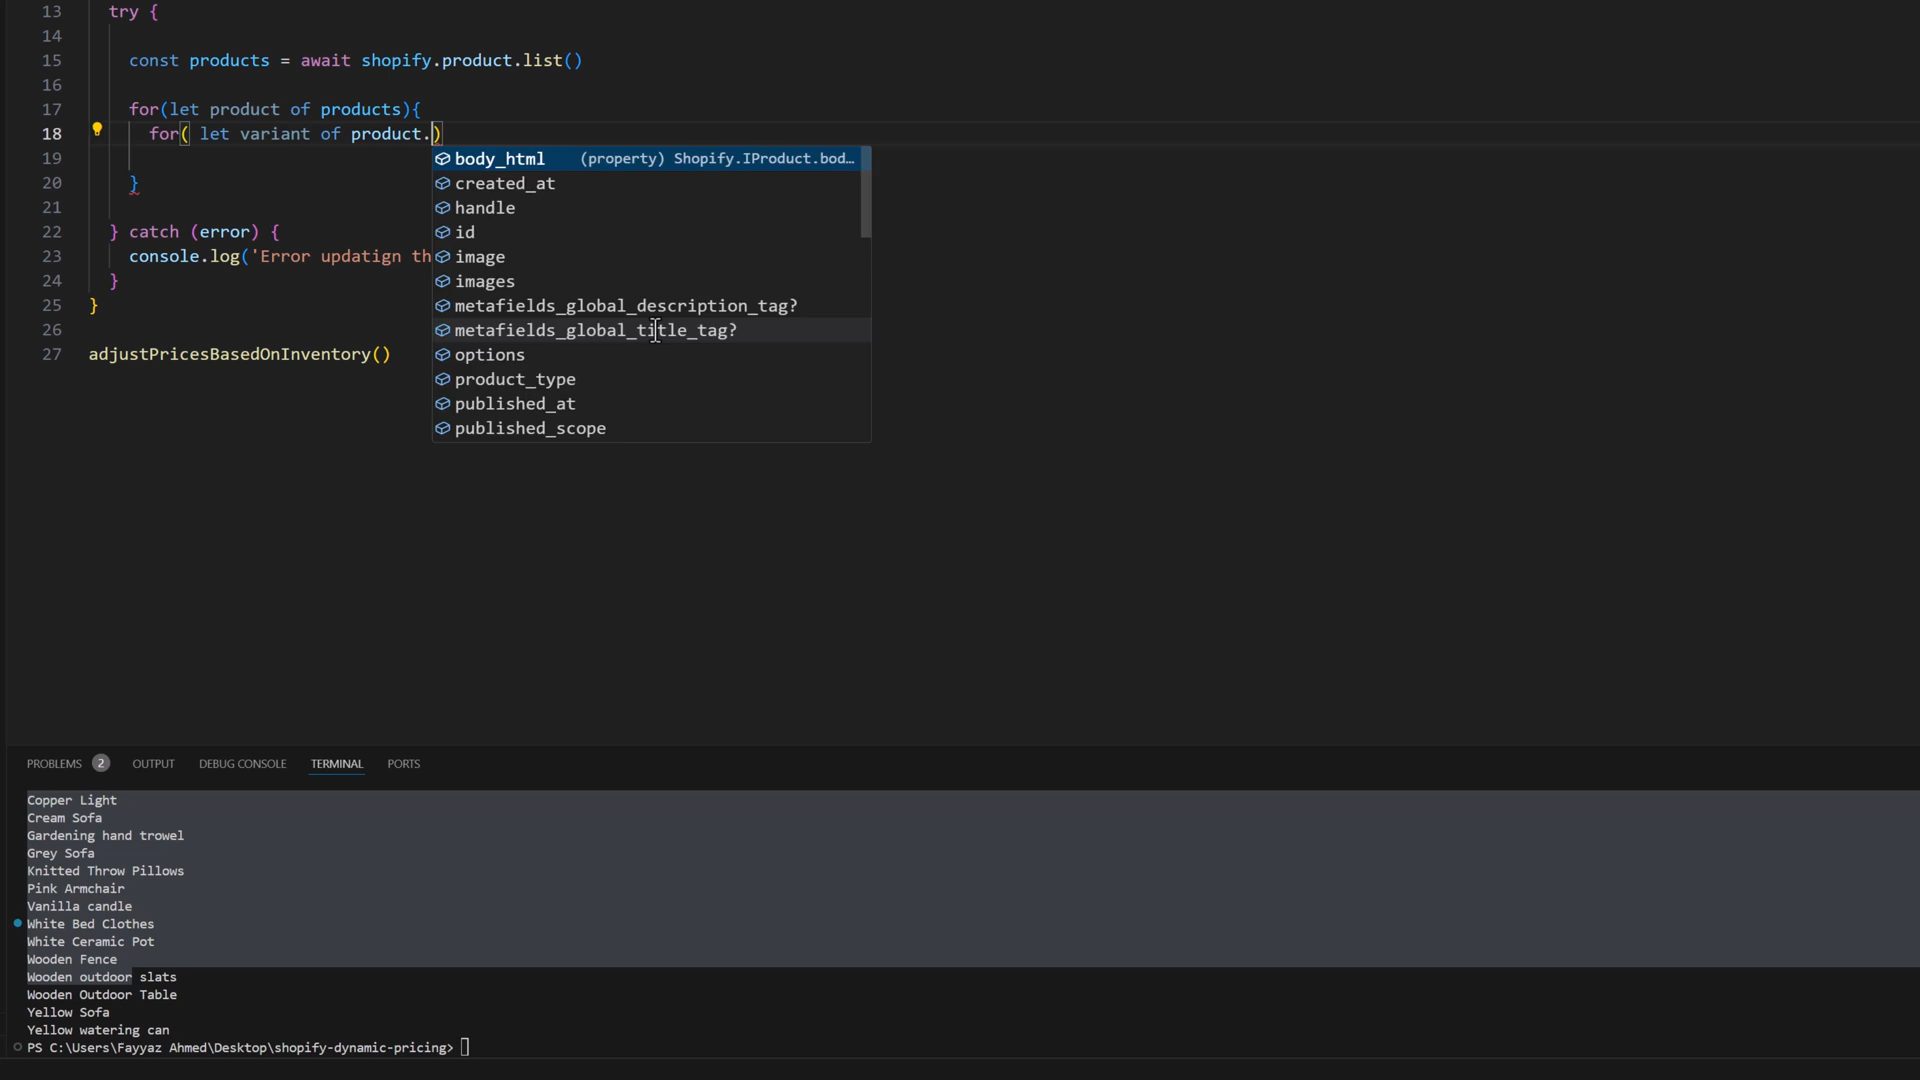 13 try {
14
15 const products = await shopify.product.list()
16
17 for(let product of products){
18 for( let variant of product.)
body_html (property) Shopify.IProduct.bod…
19 created_at
handle
20 }
id
21 image
22 } catch (error) {
images
23 console.log('Error updatign th
metafields_global_description_tag?
24 }
metafields_global_title_tag?
25 }
options
26
product_type
27 adjustPricesBasedOnInventory()
published_at
published_scope
PROBLEMS 2 OUTPUT DEBUG CONSOLE TERMINAL PORTS
Copper Light
Cream Sofa
Gardening hand trowel
Grey Sofa
Knitted Throw Pillows
Pink Armchair
Vanilla candle
White Bed Clothes
White Ceramic Pot
Wooden Fence
Wooden outdoor slats
Wooden Outdoor Table
Yellow Sofa
Yellow watering can
PS C:\Users\Fayyaz Ahmed\Desktop\shopify-dynamic-pricing>